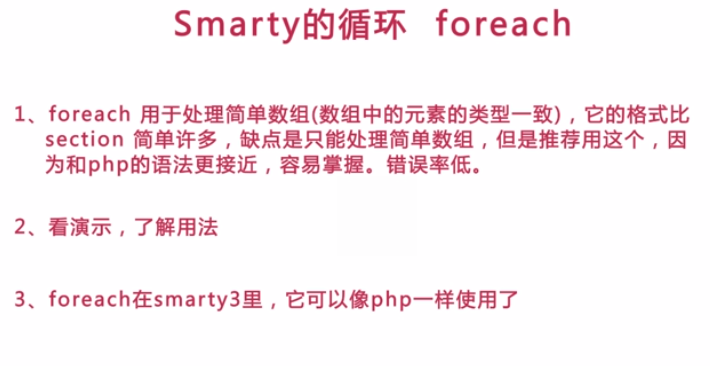 Smarty的循环 foreach
1、foreach 用于处理简单数组(数组中的元素的类型一致)，它的格式比
section 简单许多，缺点是只能处理简单数组，但是推荐用这个，因
为和php的语法更接近，容易掌握。错误率低。
2、看演示，了解用法
3、foreach在smarty3里，它可以像php一样使用了